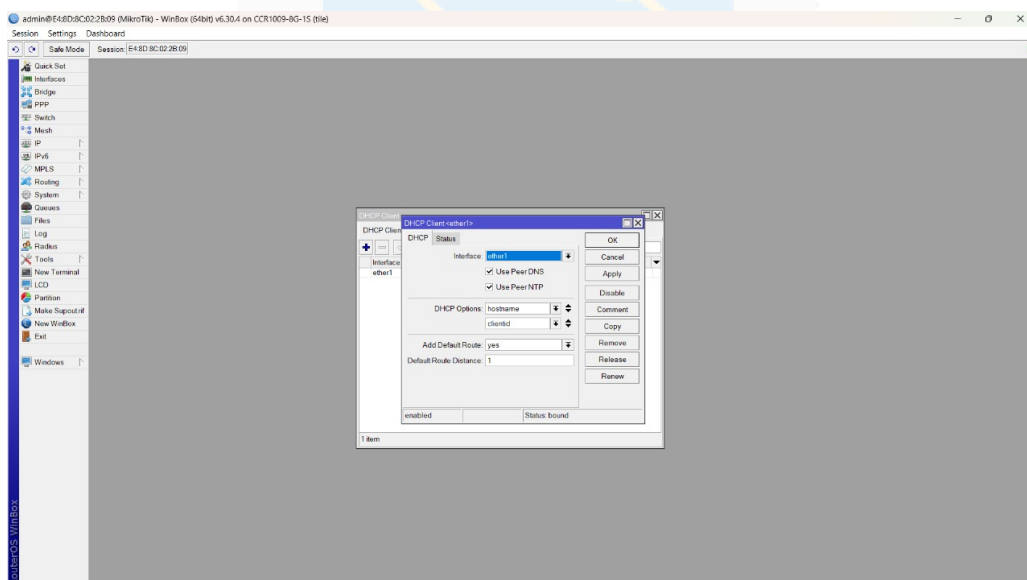 admin@E4:8D:8C:02:2B:09 (MikroTik) - WinBox (64bit) v6.30.4 on CCR1009-8G-1S (tile)
Session Settings Dashboard
Safe Mode Session: E4:8D:8C:02:2B:09
Quick Set
Interfaces
Bridge
PPP
Switch
Mesh
IP
IPv6
MPLS
Routing
System
Queues
Files
Log
Radius
Tools
New Terminal
LCD
Partition
Make Supout.rif
New WinBox
Exit
Windows
DHCP Client
DHCP Clien
Interface
ether1
1 item
DHCP Client <ether1>
DHCP Status
Interface: ether1
Use Peer DNS
Use Peer NTP
DHCP Options: hostname
clientid
Add Default Route: yes
Default Route Distance: 1
enabled Status: bound
OK
Cancel
Apply
Disable
Comment
Copy
Remove
Release
Renew
outerOS WinBox